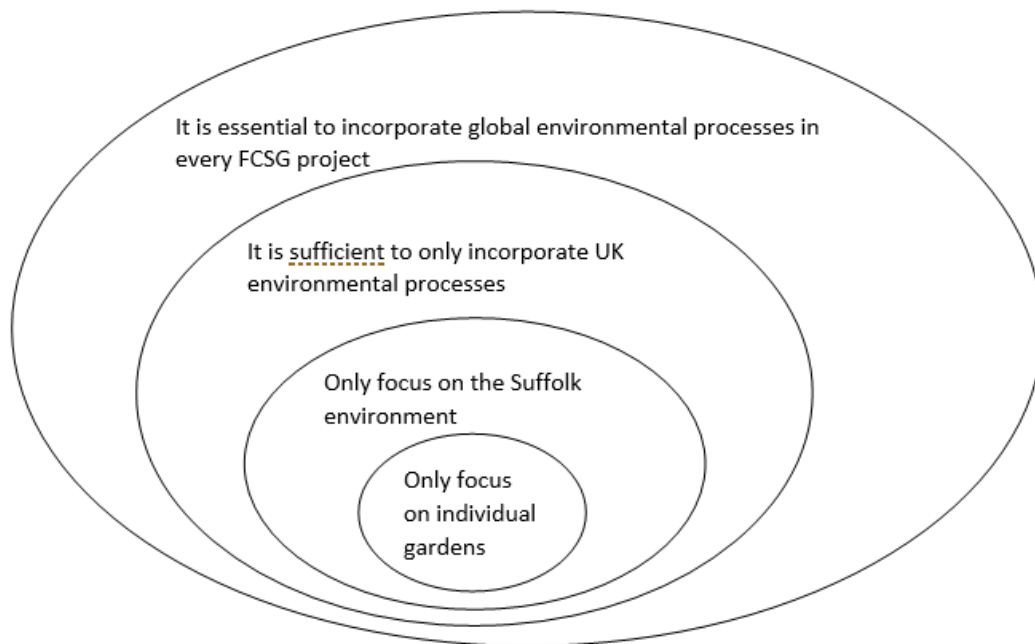 It is essential to incorporate global environmental processes in
every FCSG project
It is sufficient to only incorporate UK
environmental processes
Only focus on the Suffolk
environment
Only focus
on individual
gardens